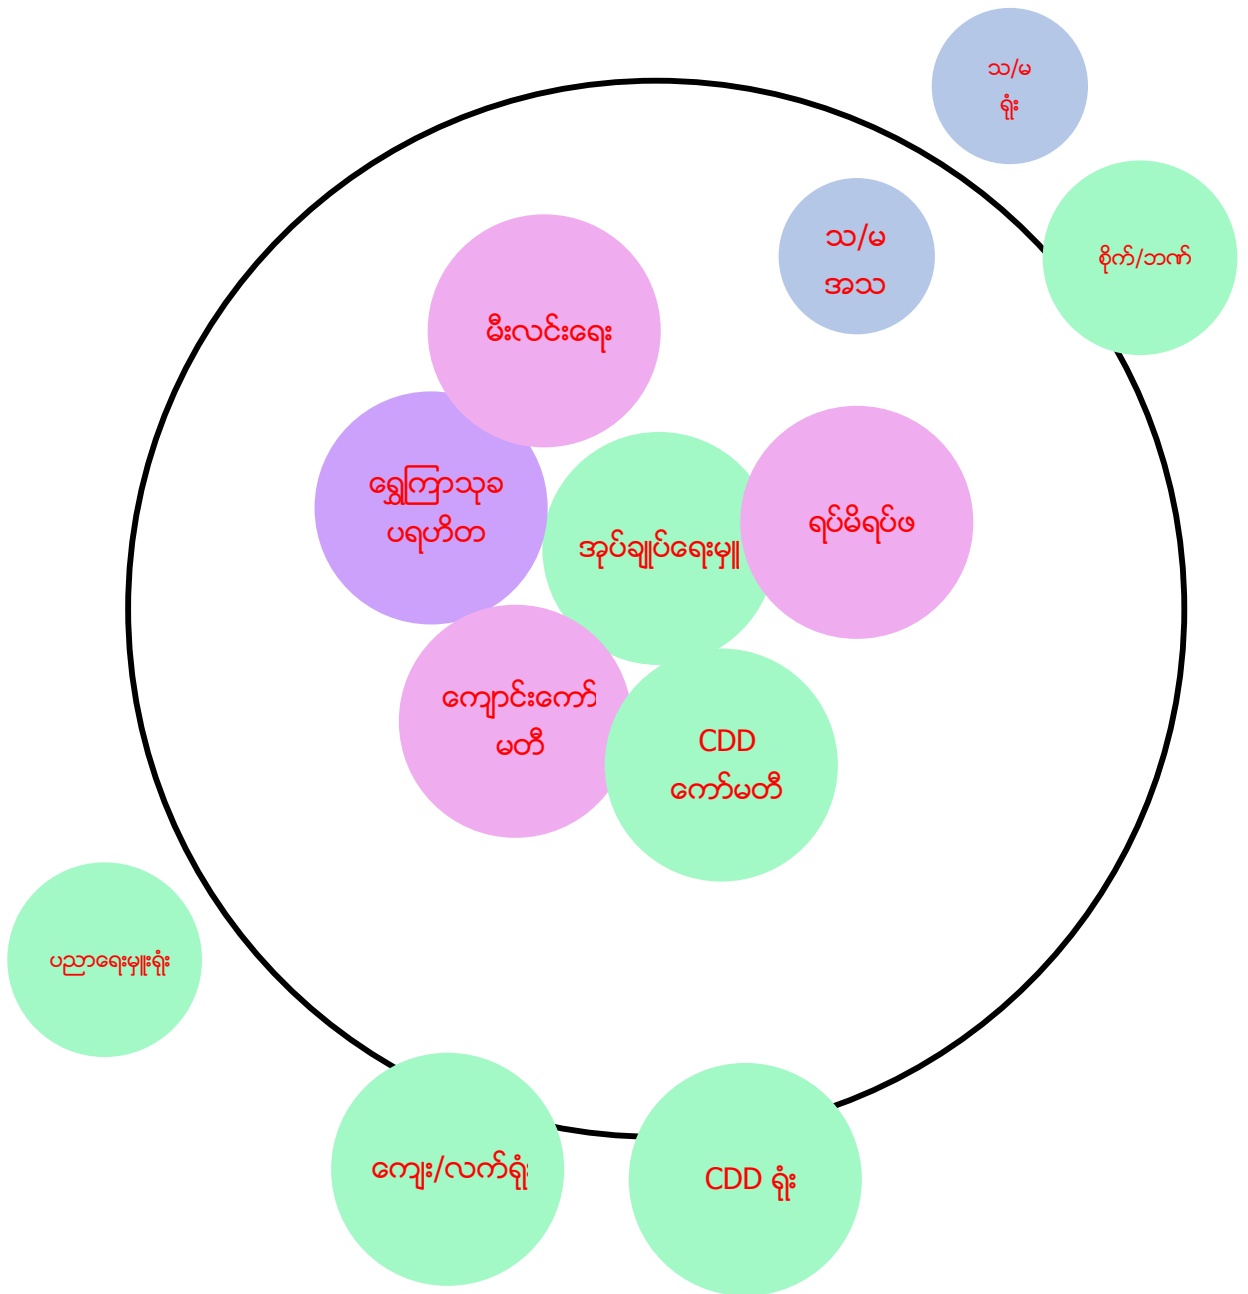 သ/မ
ရုံး
သ/မ
အသ
စိုက်/ဘဏ်
မီးလင်းရေး
ရွှေကြာသုခ
ပရဟိတ
အုပ်ချုပ်ရေးမှူ
ရပ်မိရပ်ဖ
ကျောင်းကော်
မတီ
CDD
ကော်မတီ
ပညာရေးမှူးရုံး
ကျေး/လက်ရုံး
CDD ရုံး